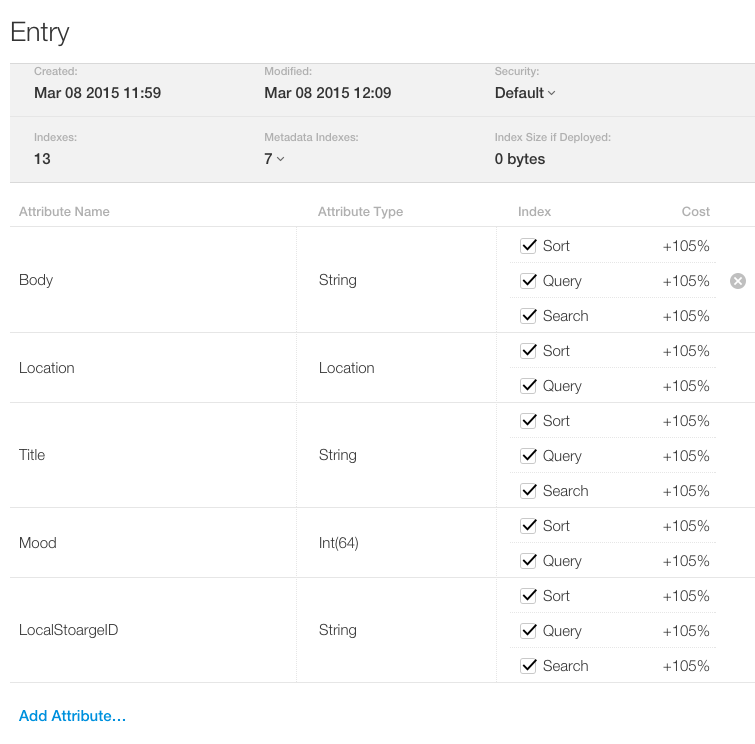 Entry
Created: Modified: Security:
Mar 08 2015 11:59 Mar 08 2015 12:09 Default
Indexes: Metadata Indexes: Index Size if Deployed:
13 7 0 bytes
Attribute Name Attribute Type Index Cost
Sort +105%
Body String Query +105%
Search +105%
Sort +105%
Location Location
Query +105%
Sort +105%
Title String Query +105%
Search +105%
Sort +105%
Mood Int(64)
Query +105%
Sort +105%
LocalStoargeID String Query +105%
Search +105%
Add Attribute...